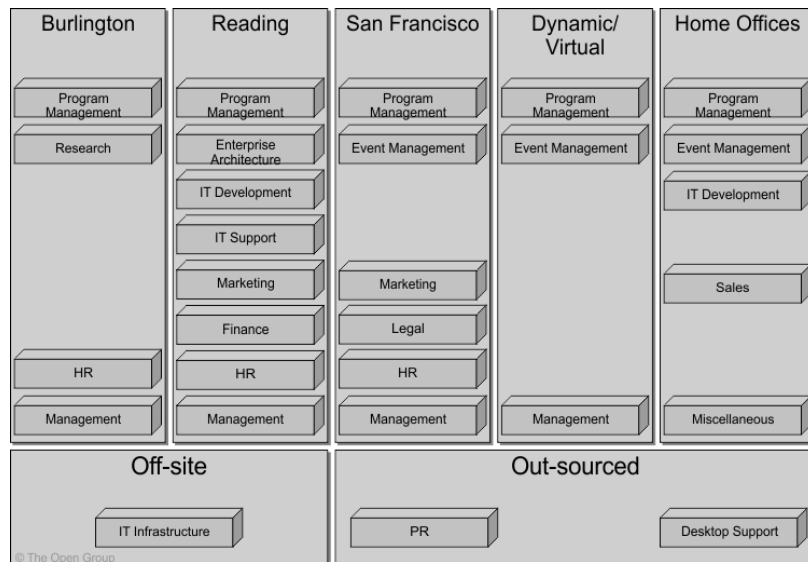 Burlington
Reading
San Francisco
Dynamic/
Virtual
Home Offices
Program
Management
Program
Management
Program
Management
Program
Management
Program
Management
Research
Enterprise
Architecture
Event Management
Event Management
Event Management
IT Development
IT Development
IT Support
Marketing
Marketing
Sales
Finance
Legal
HR
HR
HR
Management
Management
Management
Management
Miscellaneous
Off-site
Out-sourced
IT Infrastructure
PR
Desktop Support
© The Open Group